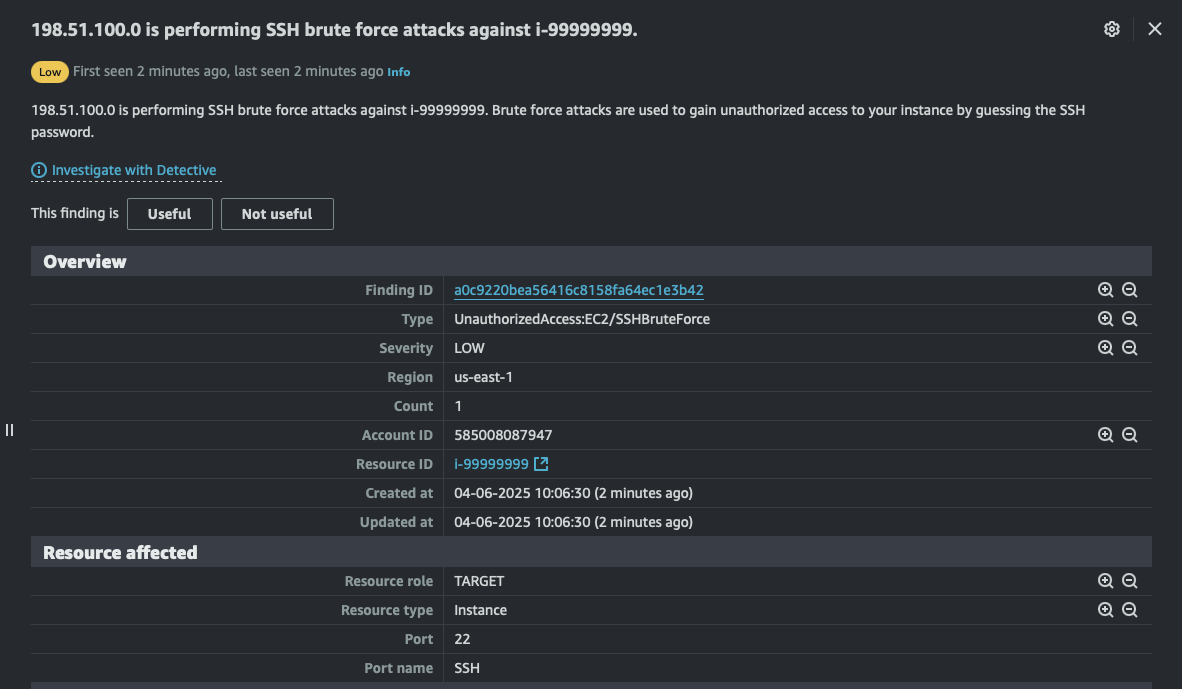 198.51.100.0 is performing SSH brute force attacks against i-99999999.
Low First seen 2 minutes ago, last seen 2 minutes ago Info
198.51.100.0 is performing SSH brute force attacks against i-99999999. Brute force attacks are used to gain unauthorized access to your instance by guessing the SSH
password.
Investigate with Detective
This finding is Useful Not useful
Overview
Finding ID a0c9220bea56416c8158fa64ec1e3b42
Type UnauthorizedAccess:EC2/SSHBruteForce
Severity LOW
Region us-east-1
Count 1
Account ID 585008087947
Resource ID i-99999999
Created at 04-06-2025 10:06:30 (2 minutes ago)
Updated at 04-06-2025 10:06:30 (2 minutes ago)
Resource affected
Resource role TARGET
Resource type Instance
Port 22
Port name SSH